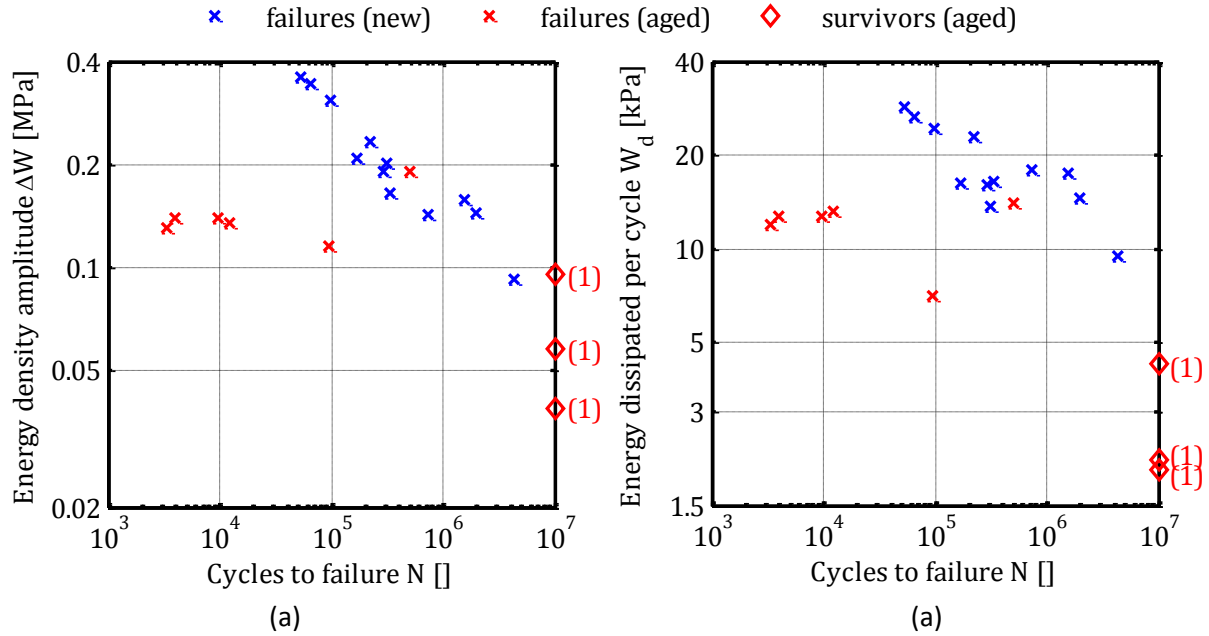 failures (new) failures (aged) survivors (aged)
Energy density amplitude ΔW [MPa]
0.4
0.2
0.1
0.05
0.02
(1)
(1)
(1)
10^3 10^4 10^5 10^6 10^7
Cycles to failure N []
(a)
Energy dissipated per cycle W_d [kPa]
40
20
10
5
3
1.5
(1)
(1)
(1)
10^3 10^4 10^5 10^6 10^7
Cycles to failure N []
(a)